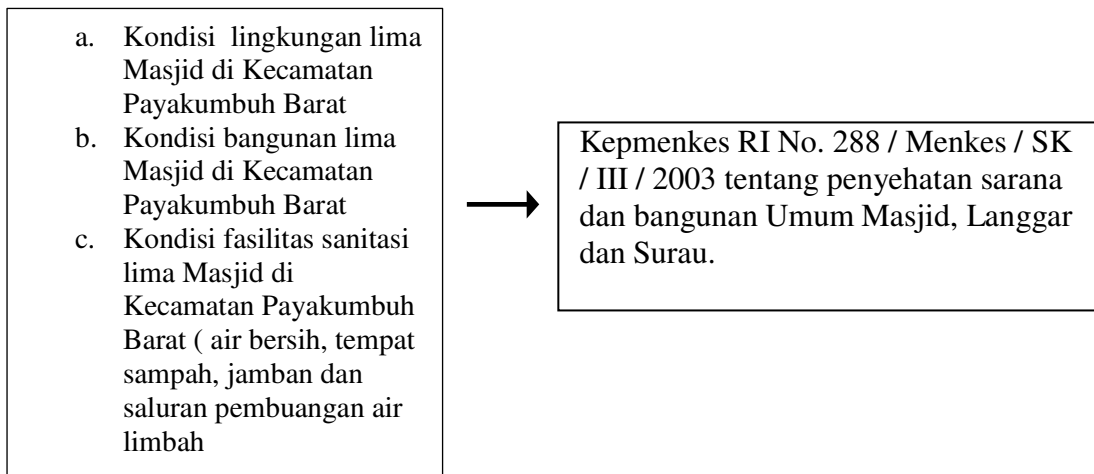 a. Kondisi lingkungan lima
Masjid di Kecamatan
Payakumbuh Barat
b. Kondisi bangunan lima
Masjid di Kecamatan
Payakumbuh Barat
c. Kondisi fasilitas sanitasi
lima Masjid di
Kecamatan Payakumbuh
Barat ( air bersih, tempat
sampah, jamban dan
saluran pembuangan air
limbah
Kepmenkes RI No. 288 / Menkes / SK
/ III / 2003 tentang penyehatan sarana
dan bangunan Umum Masjid, Langgar
dan Surau.